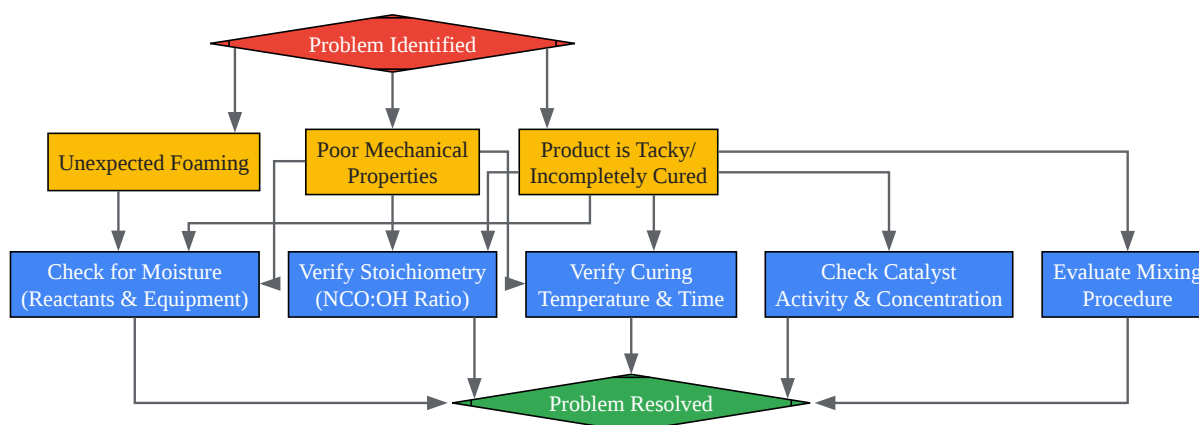 Problem Identified
Unexpected Foaming
Poor Mechanical
Properties
Product is Tacky/
Incompletely Cured
Check for Moisture
(Reactants & Equipment)
Verify Stoichiometry
(NCO:OH Ratio)
Verify Curing
Temperature & Time
Check Catalyst
Activity & Concentration
Evaluate Mixing
Procedure
Problem Resolved